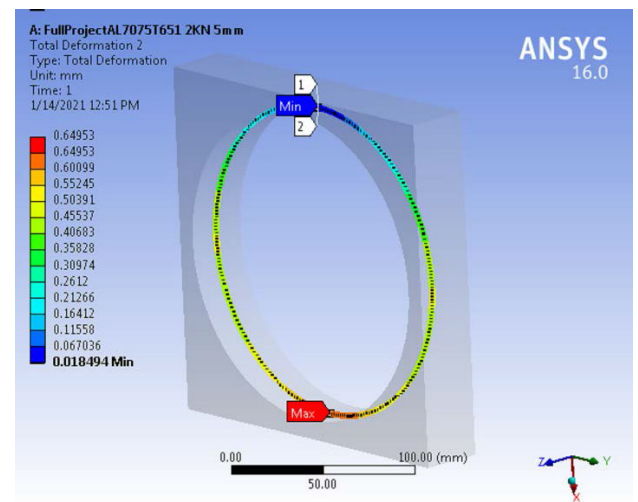 A: FullProjectAL7075T651 2KN 5mm
Total Deformation 2
Type: Total Deformation
Unit: mm
Time: 1
1/14/2021 12:51 PM
ANSYS
16.0
0.64953
0.64953
0.60099
0.55245
0.50391
0.45537
0.40683
0.35828
0.30974
0.2612
0.21266
0.16412
0.11558
0.067036
0.018494 Min
1
Min
2
Max
0.00
100.00 (mm)
50.00
Z
Y
X